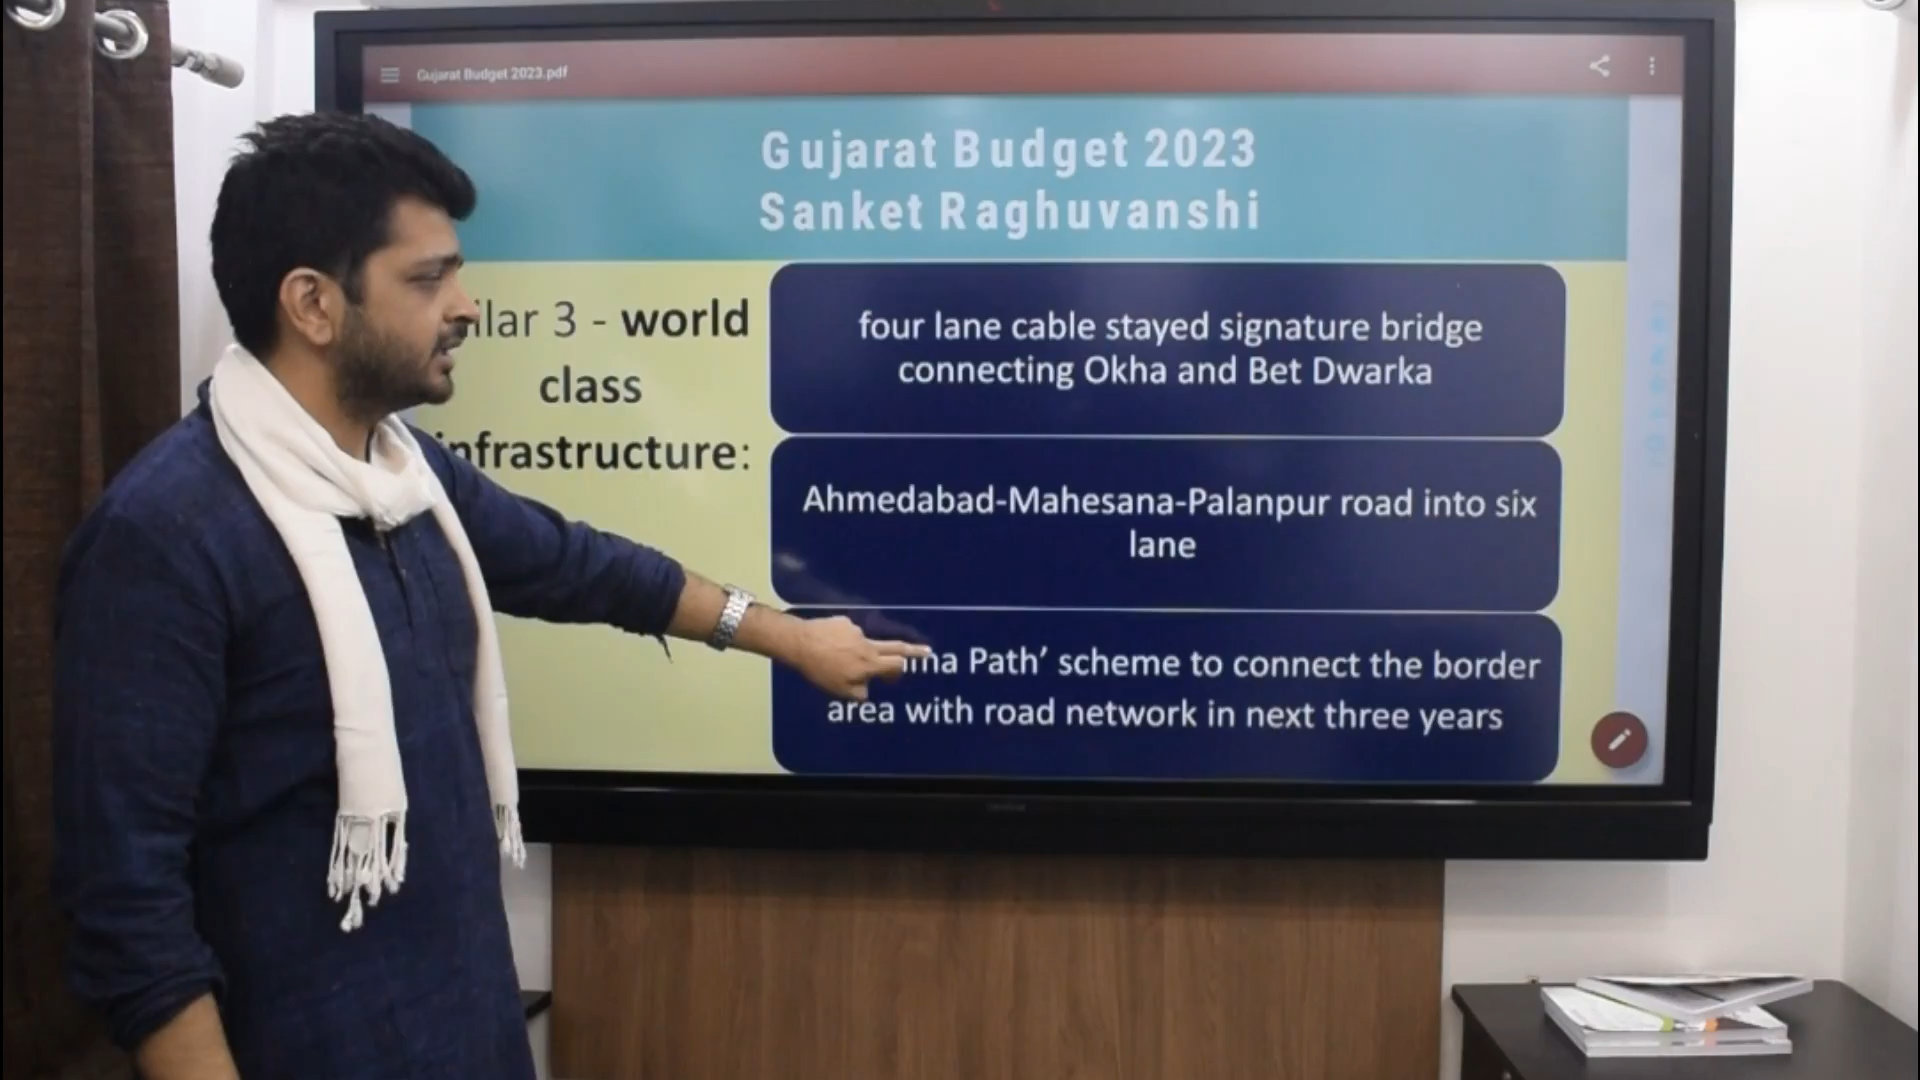 Gujarat Budget 2023.pdf
Gujarat Budget 2023
Sanket Raghuvanshi
3 - world
class
infrastructure:
four lane cable stayed signature bridge
connecting Okha and Bet Dwarka
Ahmedabad-Mahesana-Palanpur road into six
lane
Path’ scheme to connect the border
area with road network in next three years